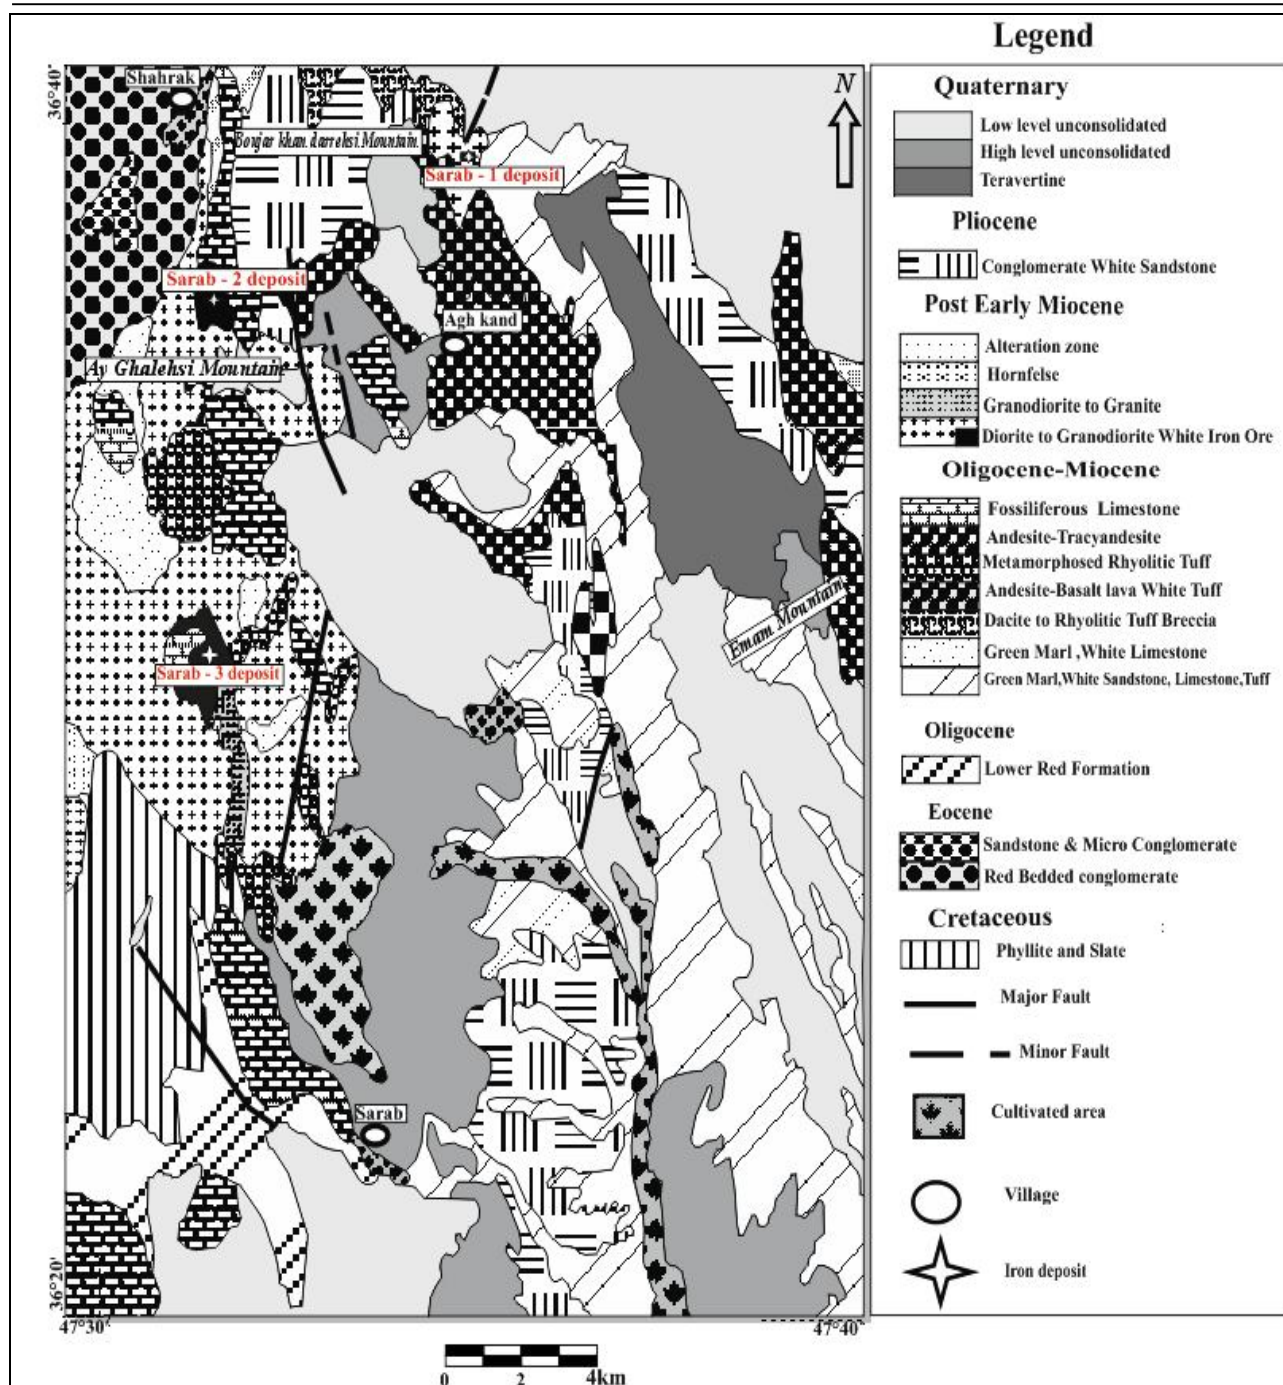 Legend
Quaternary
Low level unconsolidated
High level unconsolidated
Teravertine
Pliocene
Conglomerate White Sandstone
Post Early Miocene
Alteration zone
Hornfelse
Granodiorite to Granite
Diorite to Granodiorite White Iron Ore
Oligocene-Miocene
Fossiliferous Limestone
Andesite-Tracyandesite
Metamorphosed Rhyolitic Tuff
Andesite-Basalt lava White Tuff
Dacite to Rhyolitic Tuff Breccia
Green Marl ,White Limestone
Green Marl,White Sandstone, Limestone,Tuff
Oligocene
Lower Red Formation
Eocene
Sandstone & Micro Conglomerate
Red Bedded conglomerate
Cretaceous
:
Phyllite and Slate
Major Fault
Minor Fault
Cultivated area
Village
Iron deposit
36°40'
Shahrak
N
khan darrehsi Mountain
Sarab - 1 deposit
Sarab - 2 deposit
Agh kand
Ay Ghalehsi Mountain
Emam Mountain
Sarab - 3 deposit
Sarab
36°20'
47°30'
47°40'
0 2 4km